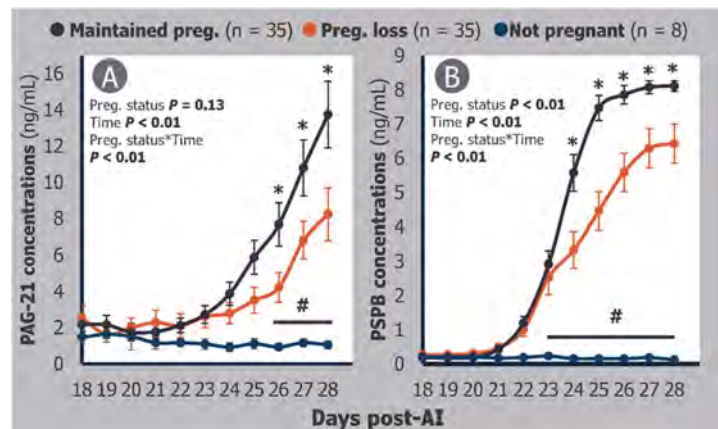 Maintained preg. (n = 35) Preg. loss (n = 35) Not pregnant (n = 8)
A
Preg. status P = 0.13
Time P < 0.01
Preg. status*Time
P < 0.01
PAG-21 concentrations (ng/mL)
16
14
12
10
8
6
4
2
0
* * *
#
18 19 20 21 22 23 24 25 26 27 28
B
Preg. status P < 0.01
Time P < 0.01
Preg. status*Time
P < 0.01
PSPB concentrations (ng/mL)
9
8
7
6
5
4
3
2
1
0
* * * * *
#
18 19 20 21 22 23 24 25 26 27 28
Days post-AI